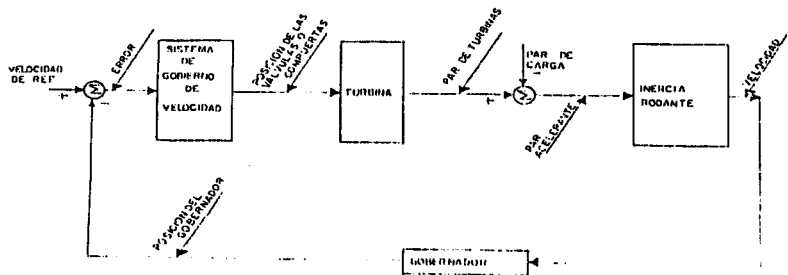 VELOCIDAD
DE REF
ERROR
SISTEMA
DE
GOBIERNO
DE
VELOCIDAD
POSICION DE LAS
VALVULAS O
COMPUERTAS
TURBINA
PAR DE TURBINAS
PAR DE
CARGA
PAR
ACELERANTE
INERCIA
RODANTE
VELOCIDAD
POSICION DEL
GOBERNADOR
GOBERNADOR